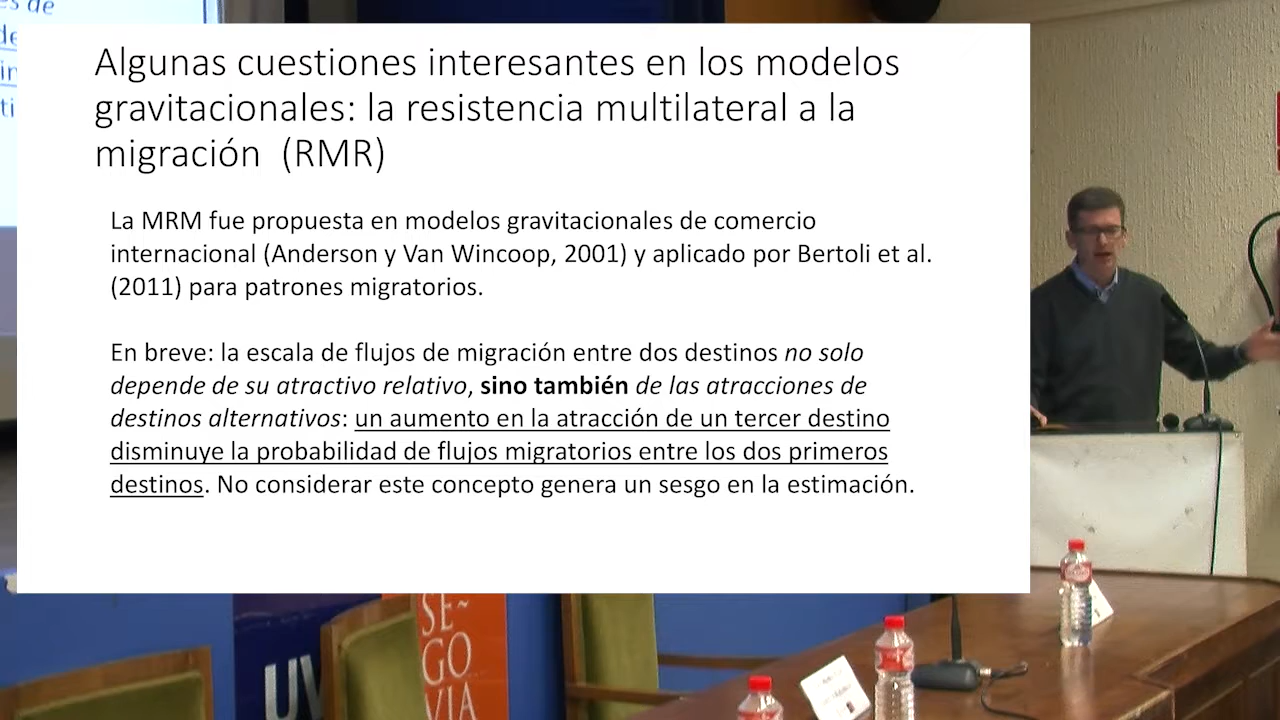 es de
Algunas cuestiones interesantes en los modelos
gravitacionales: la resistencia multilateral a la
migración (RMR)
La MRM fue propuesta en modelos gravitacionales de comercio
internacional (Anderson y Van Wincoop, 2001) y aplicado por Bertoli et al.
(2011) para patrones migratorios.
En breve: la escala de flujos de migración entre dos destinos no solo
depende de su atractivo relativo, sino también de las atracciones de
destinos alternativos: un aumento en la atracción de un tercer destino
disminuye la probabilidad de flujos migratorios entre los dos primeros
destinos. No considerar este concepto genera un sesgo en la estimación.
SE~
GO
VIA
UV